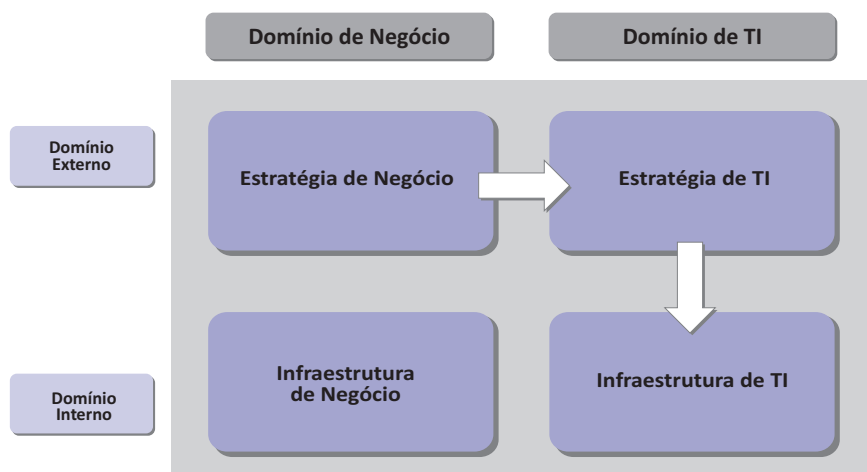 Domínio de Negócio
Domínio de TI
Domínio
Externo
Estratégia de Negócio
Estratégia de TI
Domínio
Interno
Infraestrutura
de Negócio
Infraestrutura de TI